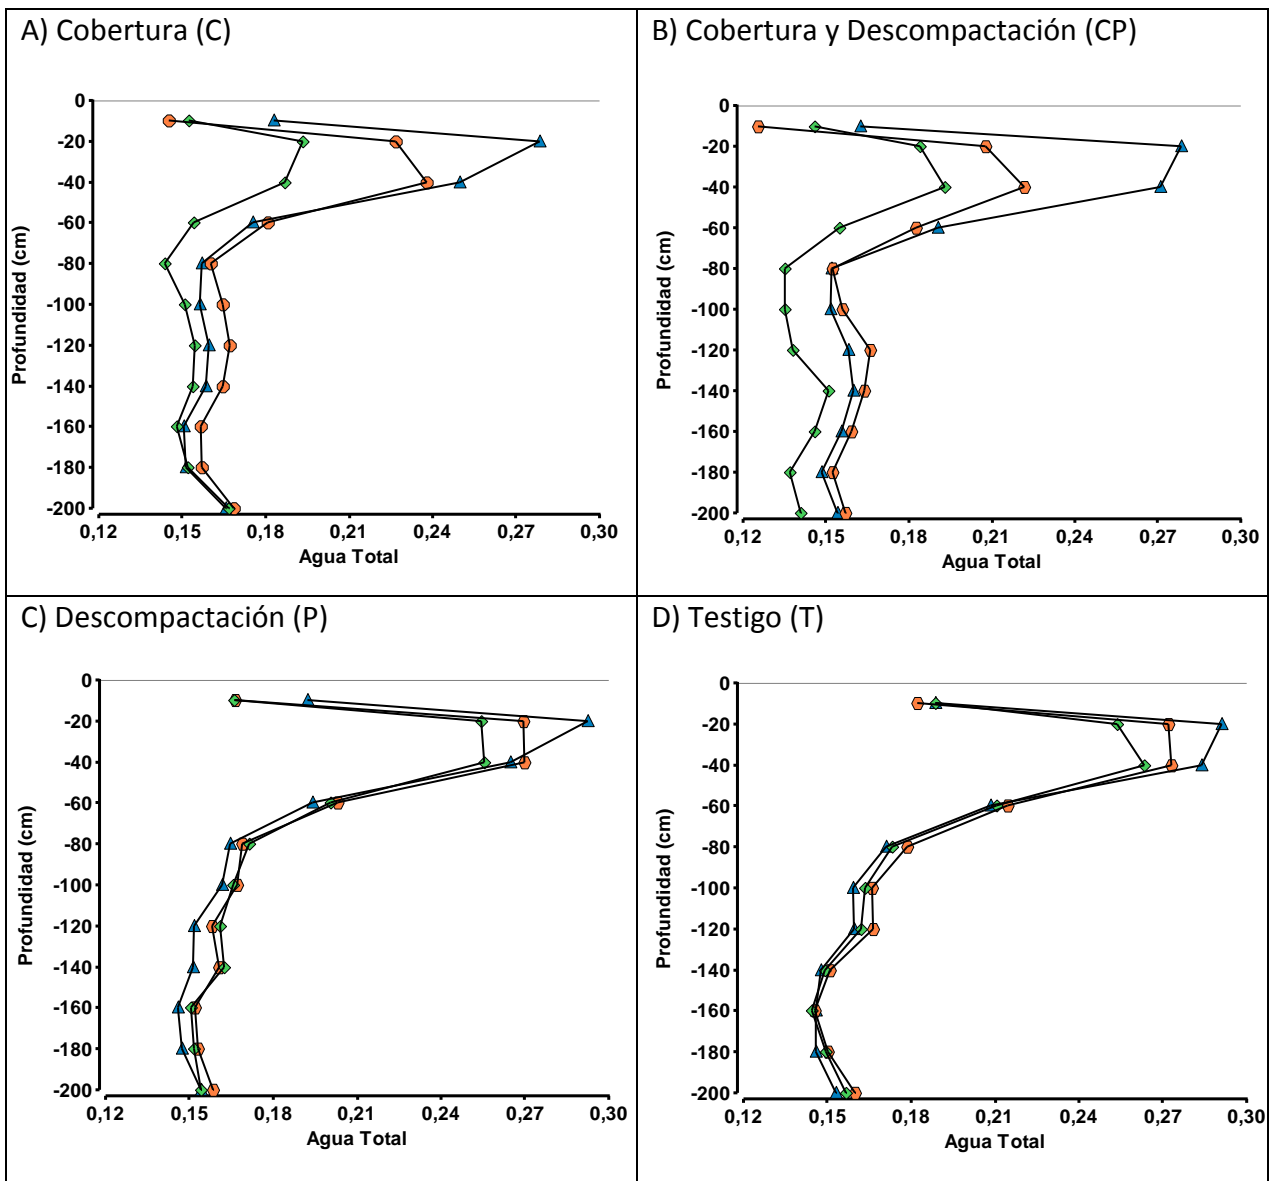 A) Cobertura (C)
0
-20
-40
-60
-80
-100
-120
-140
-160
-180
-200
Profundidad (cm)
0,12 0,15 0,18 0,21 0,24 0,27 0,30
Agua Total
B) Cobertura y Descompactación (CP)
0
-20
-40
-60
-80
-100
-120
-140
-160
-180
-200
Profundidad (cm)
0,12 0,15 0,18 0,21 0,24 0,27 0,30
Agua Total
C) Descompactación (P)
0
-20
-40
-60
-80
-100
-120
-140
-160
-180
-200
Profundidad (cm)
0,12 0,15 0,18 0,21 0,24 0,27 0,30
Agua Total
D) Testigo (T)
0
-20
-40
-60
-80
-100
-120
-140
-160
-180
-200
Profundidad (cm)
0,12 0,15 0,18 0,21 0,24 0,27 0,30
Agua Total